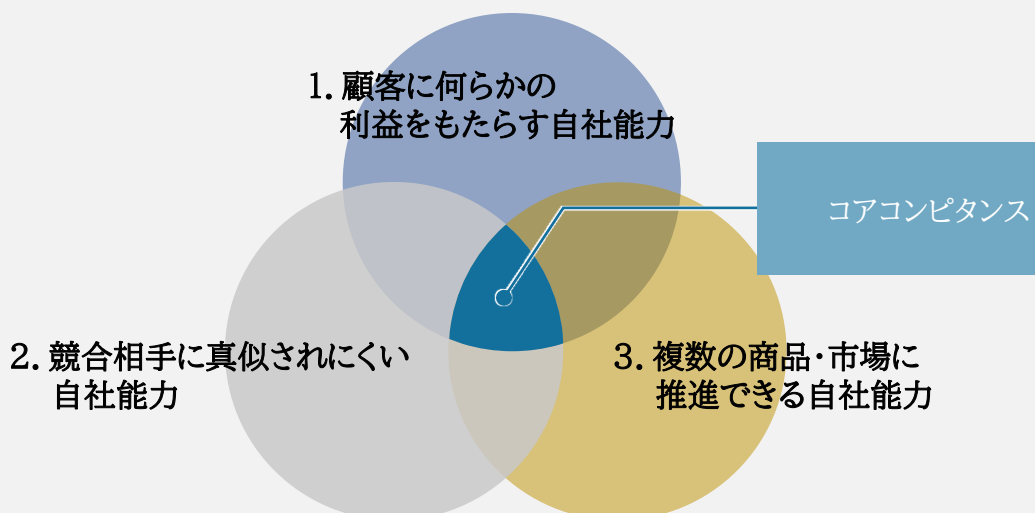 1. 顧客に何らかの
利益をもたらす自社能力
コアコンピタンス
2. 競合相手に真似されにくい
自社能力
3. 複数の商品・市場に
推進できる自社能力